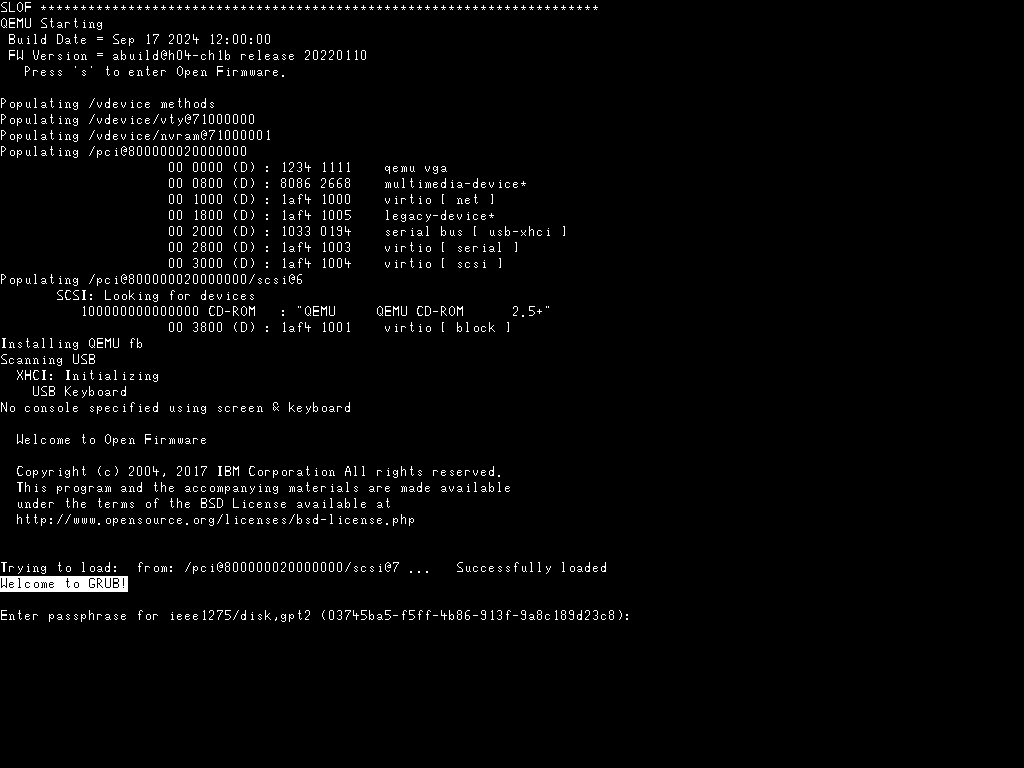 SLOF **********************************************************************
QEMU Starting
Build Date = Sep 17 2024 12:00:00
FW Version = abuild@h04-ch1b release 20220110
Press 's' to enter Open Firmware.
Populating /vdevice methods
Populating /vdevice/vty@71000000
Populating /vdevice/nvram@71000001
Populating /pci@800000020000000
00 0000 (D) : 1234 1111 qemu vga
00 0800 (D) : 8086 2668 multimedia-device*
00 1000 (D) : 1af4 1000 virtio [ net ]
00 1800 (D) : 1af4 1005 legacy-device*
00 2000 (D) : 1033 0194 serial bus [ usb-xhci ]
00 2800 (D) : 1af4 1003 virtio [ serial ]
00 3000 (D) : 1af4 1004 virtio [ scsi ]
Populating /pci@800000020000000/scsi@6
SCSI: Looking for devices
100000000000000 CD-ROM : "QEMU QEMU CD-ROM 2.5+"
00 3800 (D) : 1af4 1001 virtio [ block ]
Installing QEMU fb
Scanning USB
XHCI: Initializing
USB Keyboard
No console specified using screen & keyboard
Welcome to Open Firmware
Copyright (c) 2004, 2017 IBM Corporation All rights reserved.
This program and the accompanying materials are made available
under the terms of the BSD License available at
http://www.opensource.org/licenses/bsd-license.php
Trying to load: from: /pci@800000020000000/scsi@7 ... Successfully loaded
Welcome to GRUB!
Enter passphrase for ieee1275/disk,gpt2 (03745ba5-f5ff-4b86-913f-9a8c189d23c8):